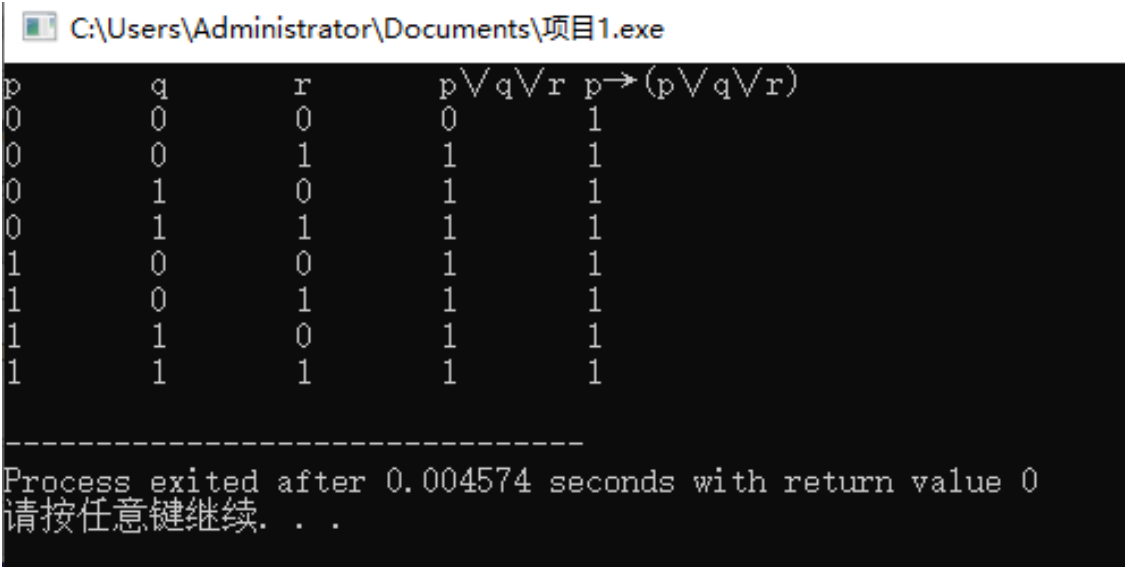 C:\Users\Administrator\Documents\项目1.exe
p q r p∨q∨r p→(p∨q∨r)
0 0 0 0 1
0 0 1 1 1
0 1 0 1 1
0 1 1 1 1
1 0 0 1 1
1 0 1 1 1
1 1 0 1 1
1 1 1 1 1
--------------------------------
Process exited after 0.004574 seconds with return value 0
请按任意键继续. . .